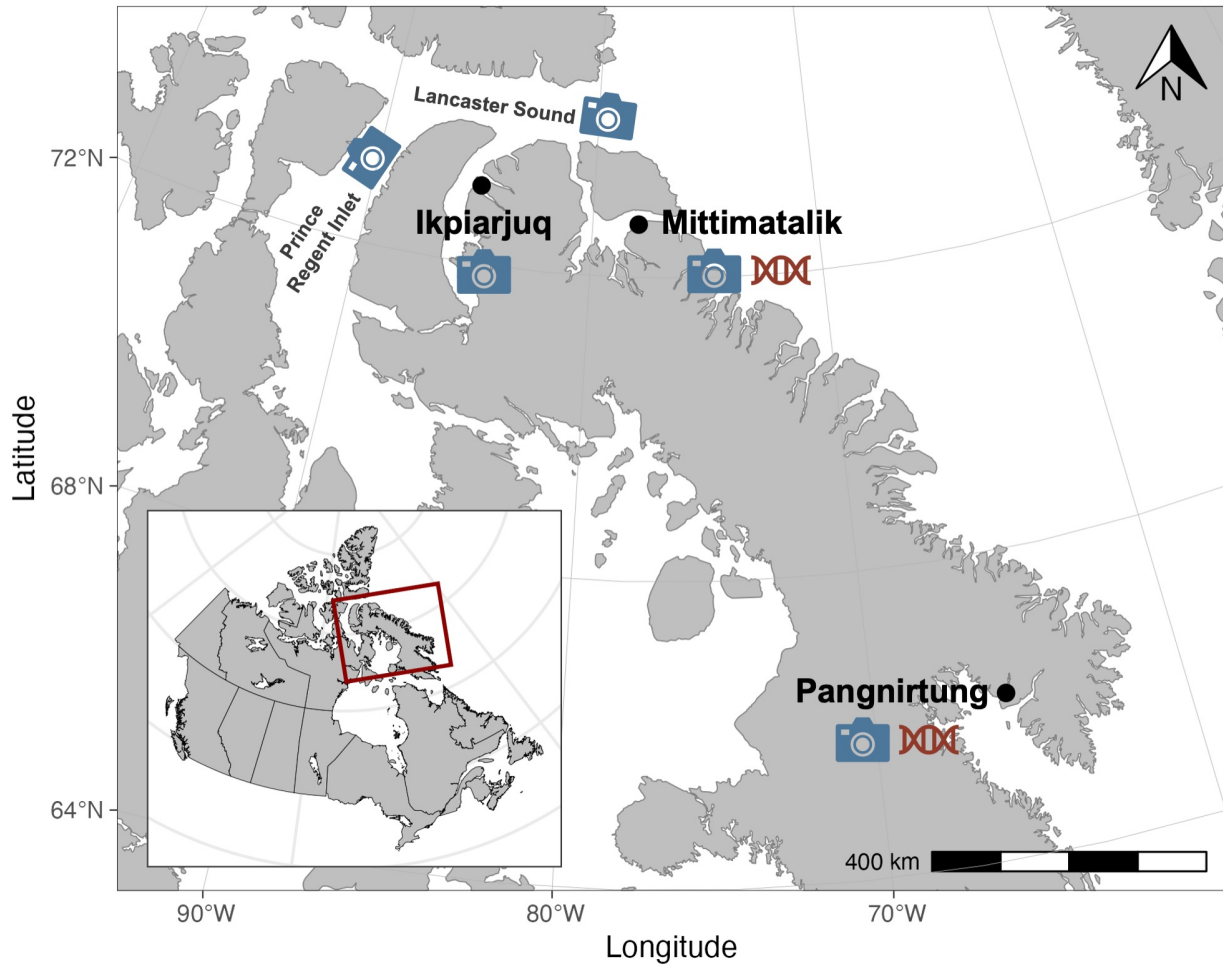 N
Lancaster Sound
Prince
Regent Inlet
Ikpiarjuq
Mittimatalik
Pangnirtung
400 km
72°N
68°N
64°N
Latitude
90°W
80°W
70°W
Longitude